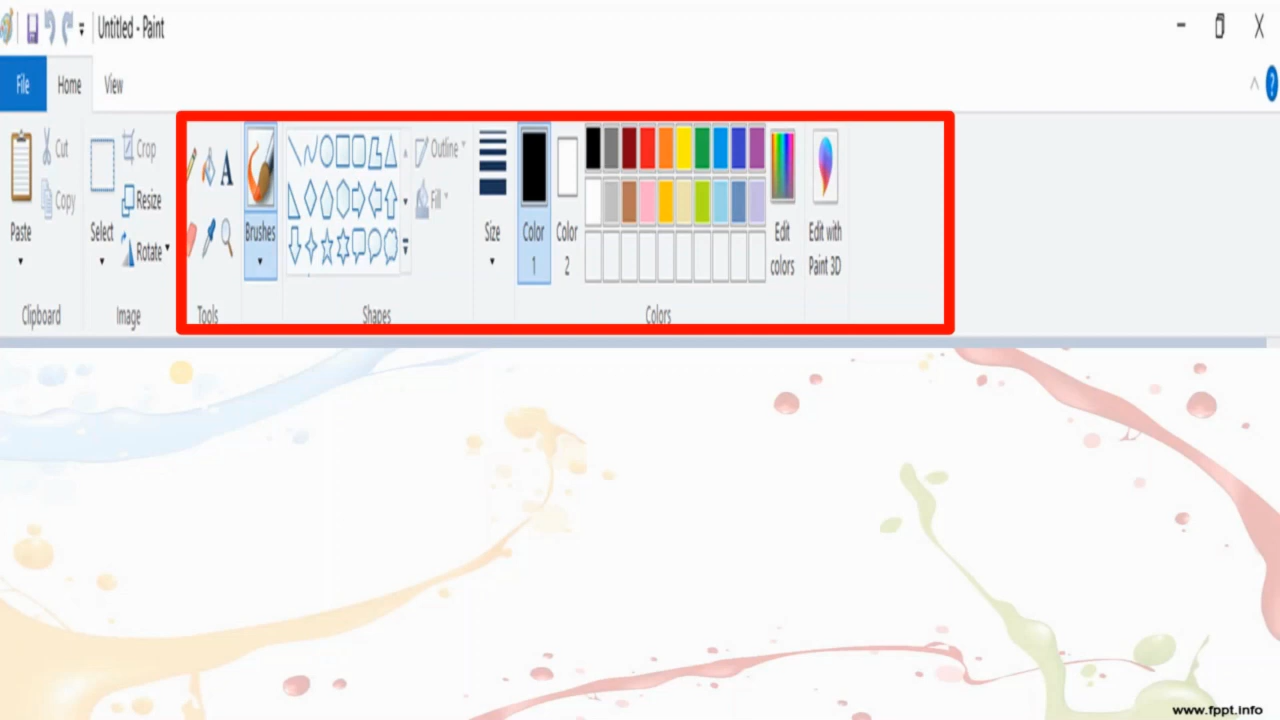 Untitled - Paint
File Home View
Cut
Copy
Paste
Clipboard
Select
Crop
Resize
Rotate
Image
A
Tools
Brushes
Outline
Fill
Shapes
Size
Color 1
Color 2
Edit colors
Edit with Paint 3D
Colors
www.fppt.info